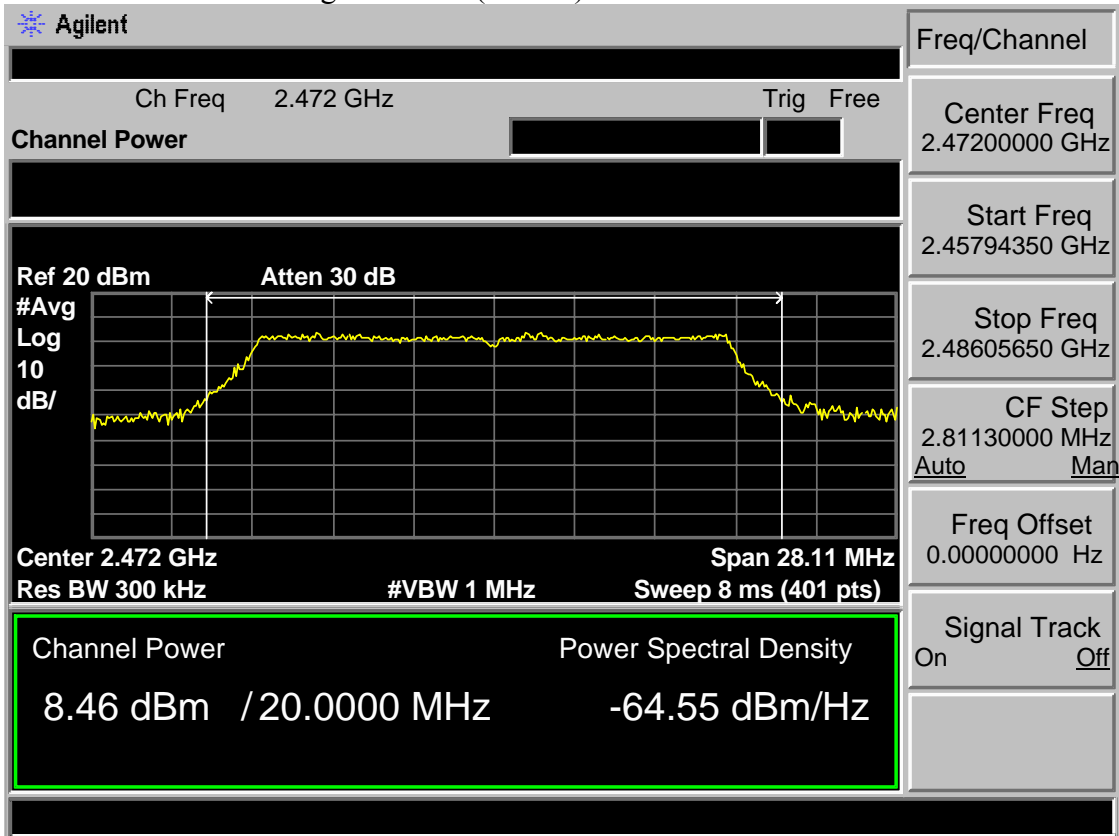 Agilent
Freq/Channel
Ch Freq 2.472 GHz Trig Free
Channel Power
Center Freq
2.47200000 GHz
Start Freq
2.45794350 GHz
Ref 20 dBm Atten 30 dB
#Avg
Log
10
dB/
Stop Freq
2.48605650 GHz
CF Step
2.81130000 MHz
Auto Man
Freq Offset
0.00000000 Hz
Center 2.472 GHz Span 28.11 MHz
Res BW 300 kHz #VBW 1 MHz Sweep 8 ms (401 pts)
Signal Track
On Off
Channel Power Power Spectral Density
8.46 dBm / 20.0000 MHz -64.55 dBm/Hz